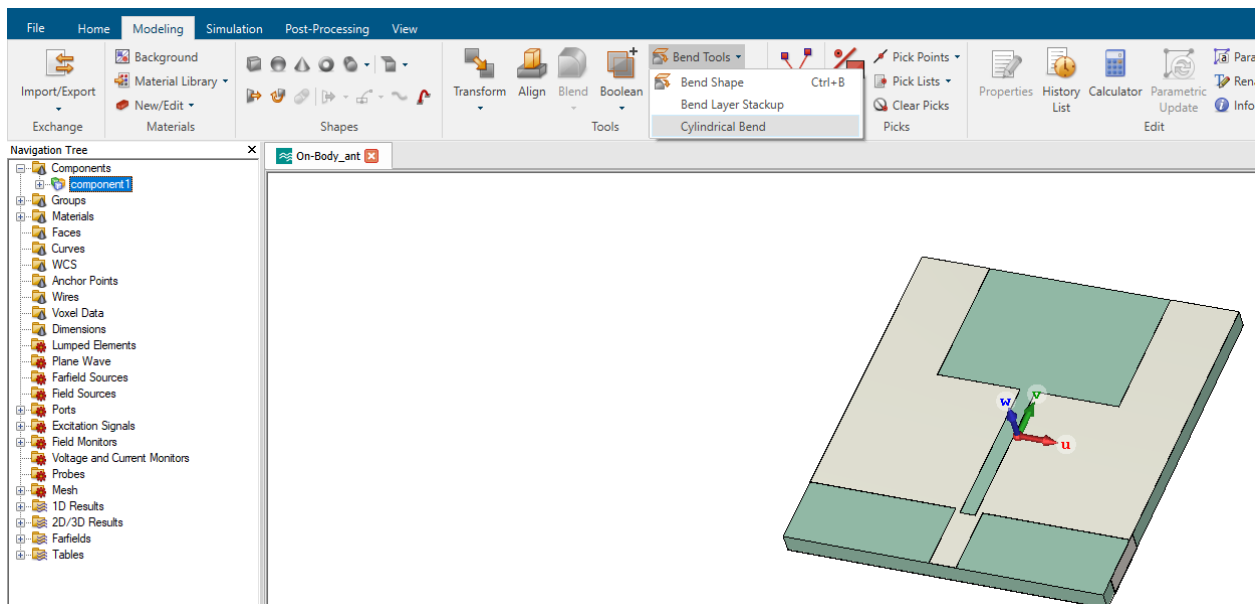 File Home Modeling Simulation Post-Processing View
Import/Export
Exchange
Background
Material Library
New/Edit
Materials
Shapes
Transform Align Blend Boolean
Bend Tools
Bend Shape Ctrl+B
Bend Layer Stackup
Cylindrical Bend
Tools
Pick Points
Pick Lists
Clear Picks
Picks
Properties History List Calculator Parametric Update
Para
Ren
Info
Edit
Navigation Tree
On-Body_ant
Components
component1
Groups
Materials
Faces
Curves
WCS
Anchor Points
Wires
Voxel Data
Dimensions
Lumped Elements
Plane Wave
Farfield Sources
Field Sources
Ports
Excitation Signals
Field Monitors
Voltage and Current Monitors
Probes
Mesh
1D Results
2D/3D Results
Farfields
Tables
w
v
u